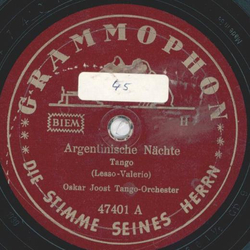 GRAMMOPHON
45
BIEM
H
Argentinische Nächte
Tango
(Lesso-Valerio)
Oskar Joost Tango-Orchester
47401 A
DIE STIMME SEINES HERRN